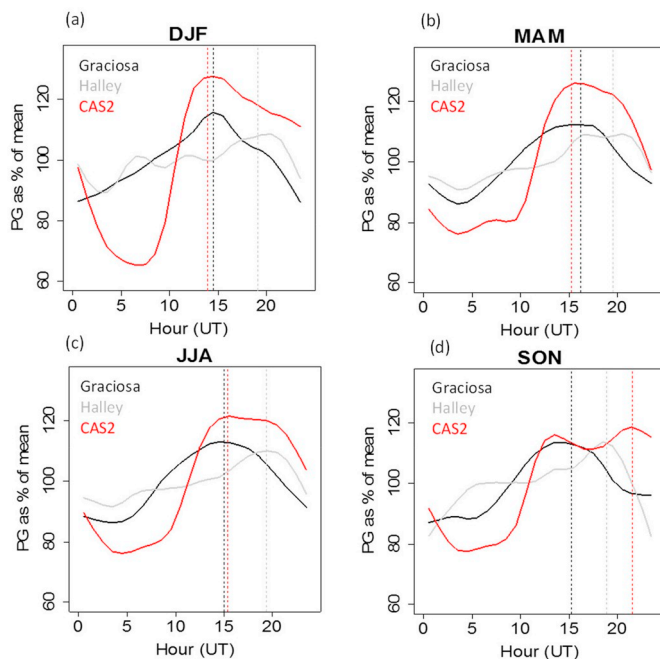 (a)
DJF
Graciosa
Halley
CAS2
PG as % of mean
60 80 100 120
0 5 10 15 20
Hour (UT)
(b)
MAM
Graciosa
Halley
CAS2
PG as % of mean
60 80 100 120
0 5 10 15 20
Hour (UT)
(c)
JJA
Graciosa
Halley
CAS2
PG as % of mean
60 80 100 120
0 5 10 15 20
Hour (UT)
(d)
SON
Graciosa
Halley
CAS2
PG as % of mean
60 80 100 120
0 5 10 15 20
Hour (UT)